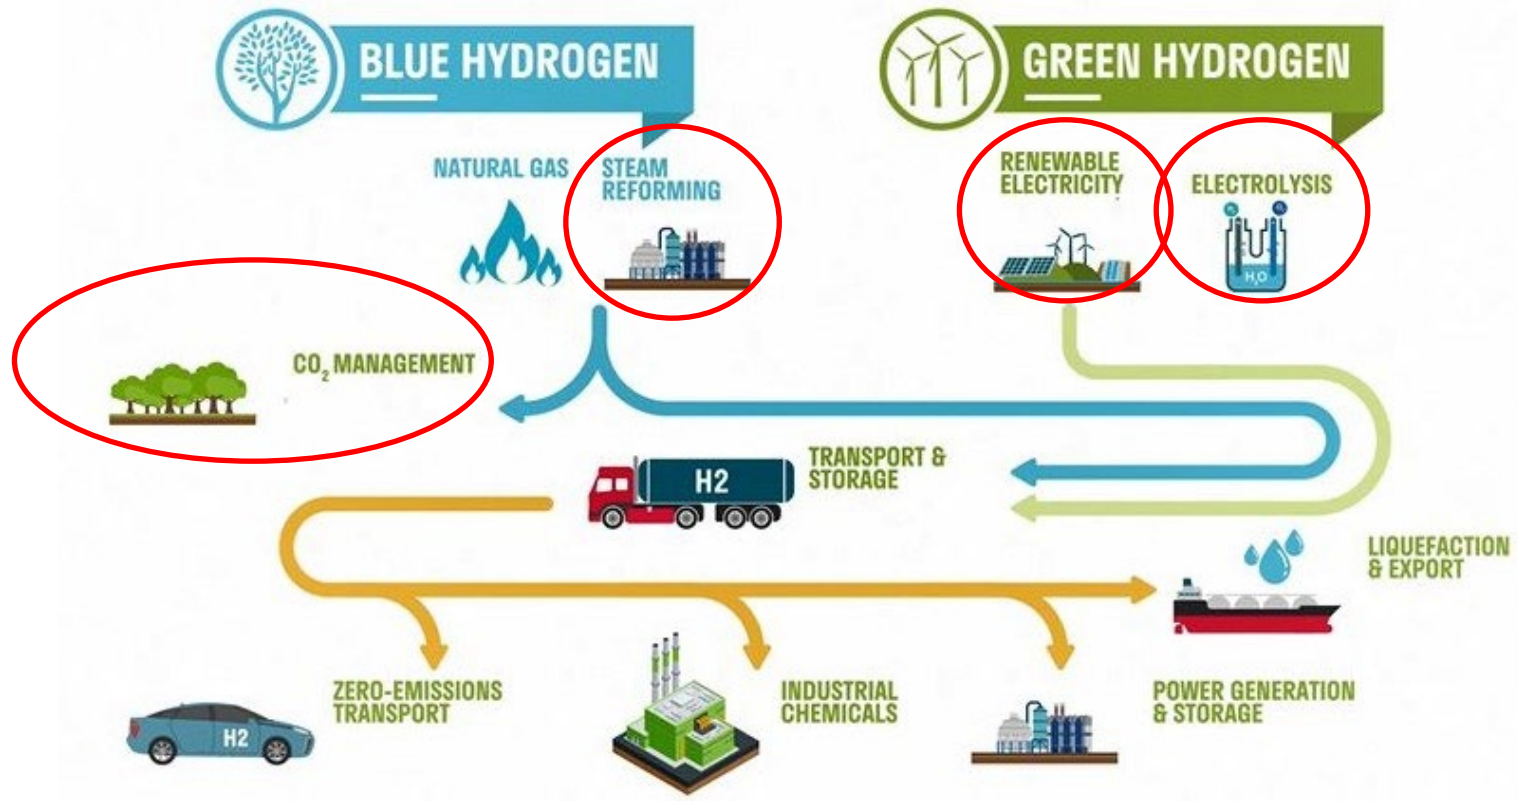 BLUE HYDROGEN
GREEN HYDROGEN
NATURAL GAS
STEAM
REFORMING
RENEWABLE
ELECTRICITY
ELECTROLYSIS
H₂O
CO₂ MANAGEMENT
TRANSPORT &
STORAGE
H2
LIQUEFACTION
& EXPORT
ZERO-EMISSIONS
TRANSPORT
H2
INDUSTRIAL
CHEMICALS
POWER GENERATION
& STORAGE